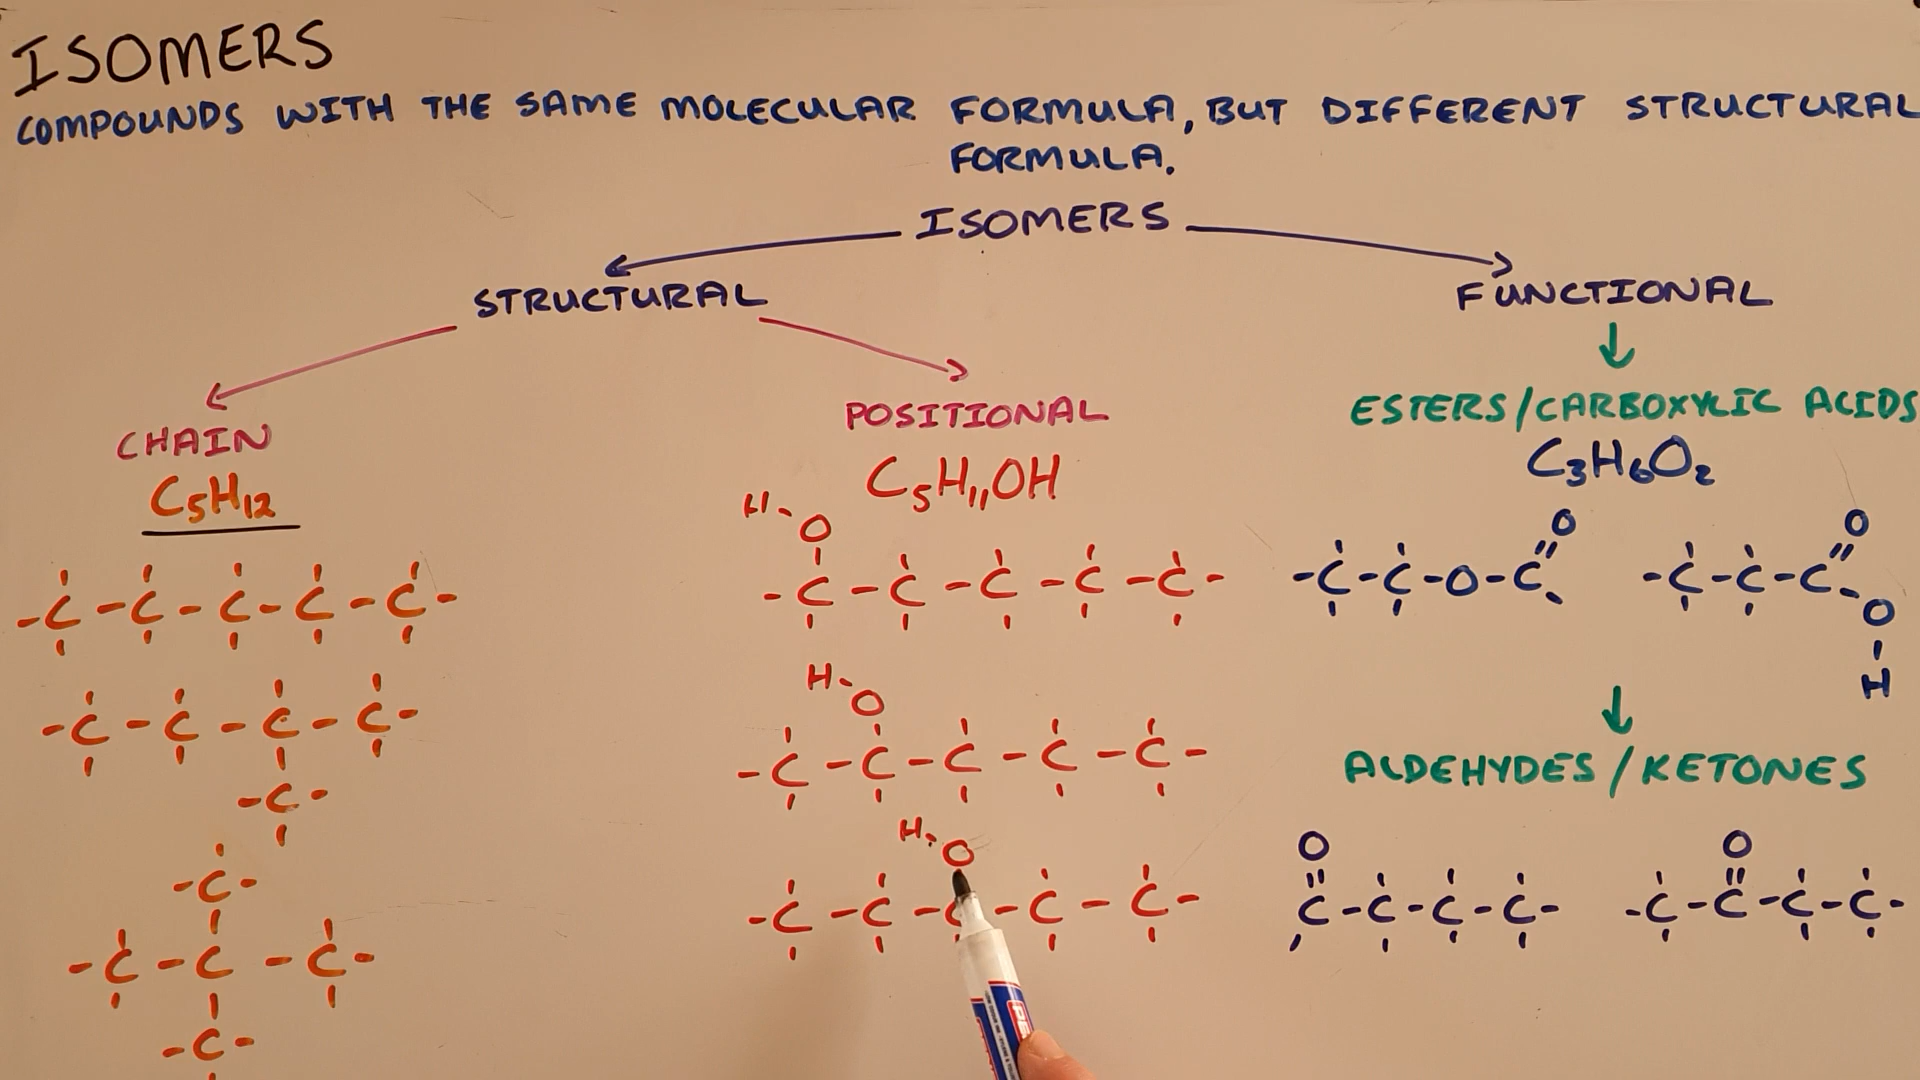 ISOMERS
COMPOUNDS WITH THE SAME MOLECULAR FORMULA, BUT DIFFERENT STRUCTURAL
FORMULA.
ISOMERS
STRUCTURAL
FUNCTIONAL
CHAIN
C₅H₁₂
-C-C-C-C-C-
-C-C-C-C-
-C-
-C-
-C-C-C-
-C-
POSITIONAL
C₅H₁₁OH
H-O
-C-C-C-C-C-
H-O
-C-C-C-C-C-
H-O
-C-C-C-C-C-
ESTERS/CARBOXYLIC ACIDS
C₃H₆O₂
O
-C-C-O-C
O
-C-C-C-O
H
ALDEHYDES/KETONES
O
C-C-C-C-
O
-C-C-C-C-